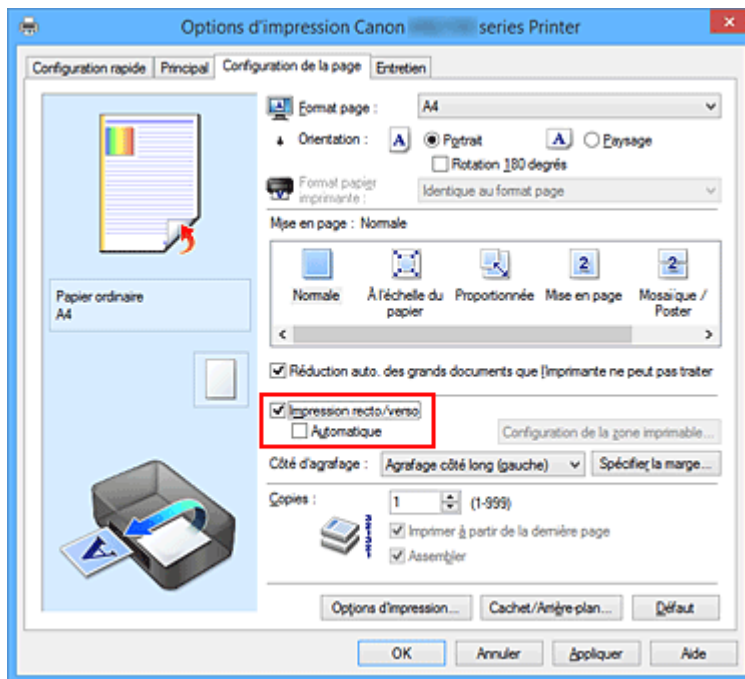 Options d'impression Canon series Printer
Configuration rapide Principal Configuration de la page Entretien
Format page : A4
Orientation : A Portrait A Paysage
Rotation 180 degrés
Format papier imprimante : Identique au format page
Mise en page : Normale
Normale
À l'échelle du papier
Proportionnée
2
Mise en page
2
Mosaïque / Poster
Papier ordinaire
A4
Réduction auto. des grands documents que l'imprimante ne peut pas traiter
Impression recto/verso
Automatique
Configuration de la zone imprimable...
Côté d'agrafage : Agrafage côté long (gauche) Spécifier la marge...
Copies : 1 (1-999)
Imprimer à partir de la dernière page
Assembler
A
Options d'impression... Cachet/Arrière-plan... Défaut
OK Annuler Appliquer Aide